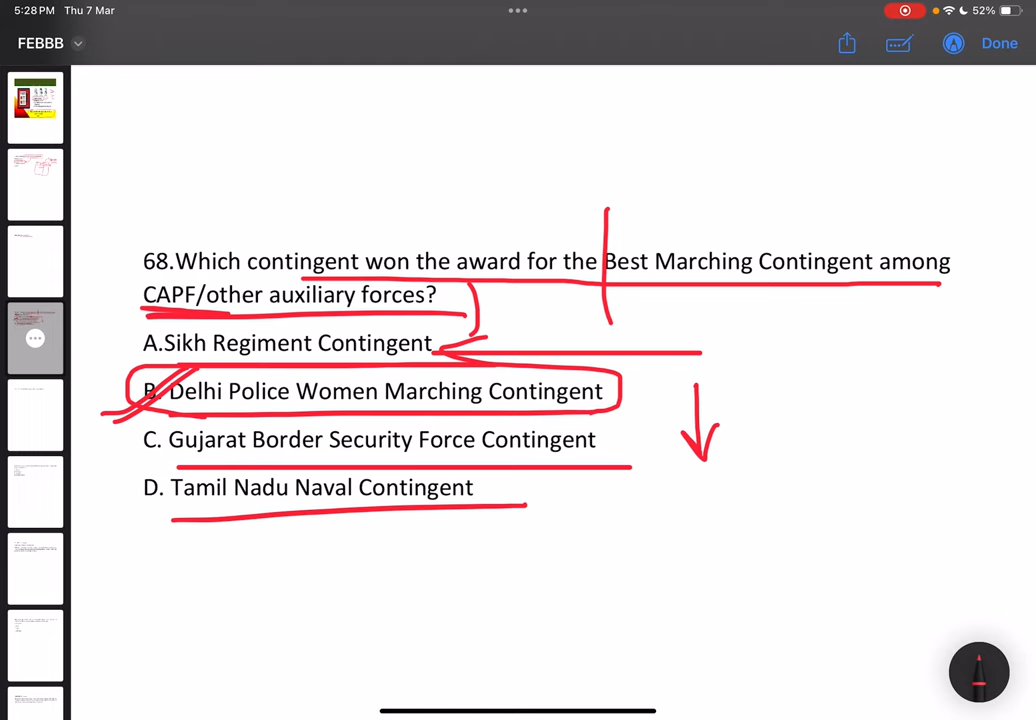 5:28 PM Thu 7 Mar
52%
FEBBB
Done
68.Which contingent won the award for the Best Marching Contingent among
CAPF/other auxiliary forces?
A.Sikh Regiment Contingent
B. Delhi Police Women Marching Contingent
C. Gujarat Border Security Force Contingent
D. Tamil Nadu Naval Contingent